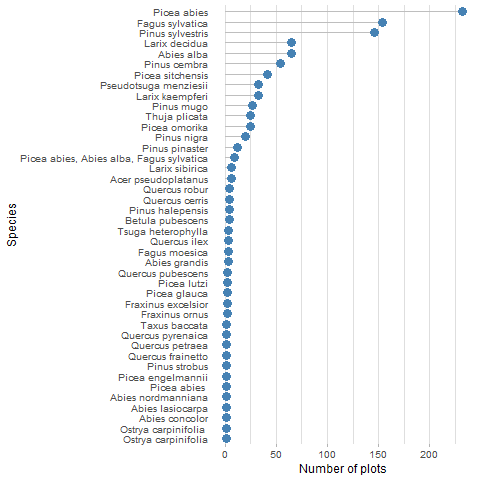 Picea abies
Fagus sylvatica
Pinus sylvestris
Larix decidua
Abies alba
Pinus cembra
Picea sitchensis
Pseudotsuga menziesii
Larix kaempferi
Pinus mugo
Thuja plicata
Picea omorika
Pinus nigra
Pinus pinaster
Picea abies, Abies alba, Fagus sylvatica
Larix sibirica
Acer pseudoplatanus
Quercus robur
Quercus cerris
Pinus halepensis
Betula pubescens
Tsuga heterophylla
Quercus ilex
Fagus moesica
Abies grandis
Quercus pubescens
Picea lutzi
Picea glauca
Fraxinus excelsior
Fraxinus ornus
Taxus baccata
Quercus pyrenaica
Quercus petraea
Quercus frainetto
Pinus strobus
Picea engelmannii
Picea abies
Abies nordmanniana
Abies lasiocarpa
Abies concolor
Ostrya carpinifolia
Ostrya carpinifolia
Species
0 50 100 150 200
Number of plots